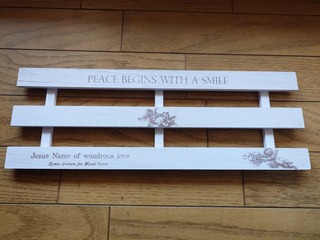 PEACE BEGINS WITH A SMILE
Jesus Name of wondrous love